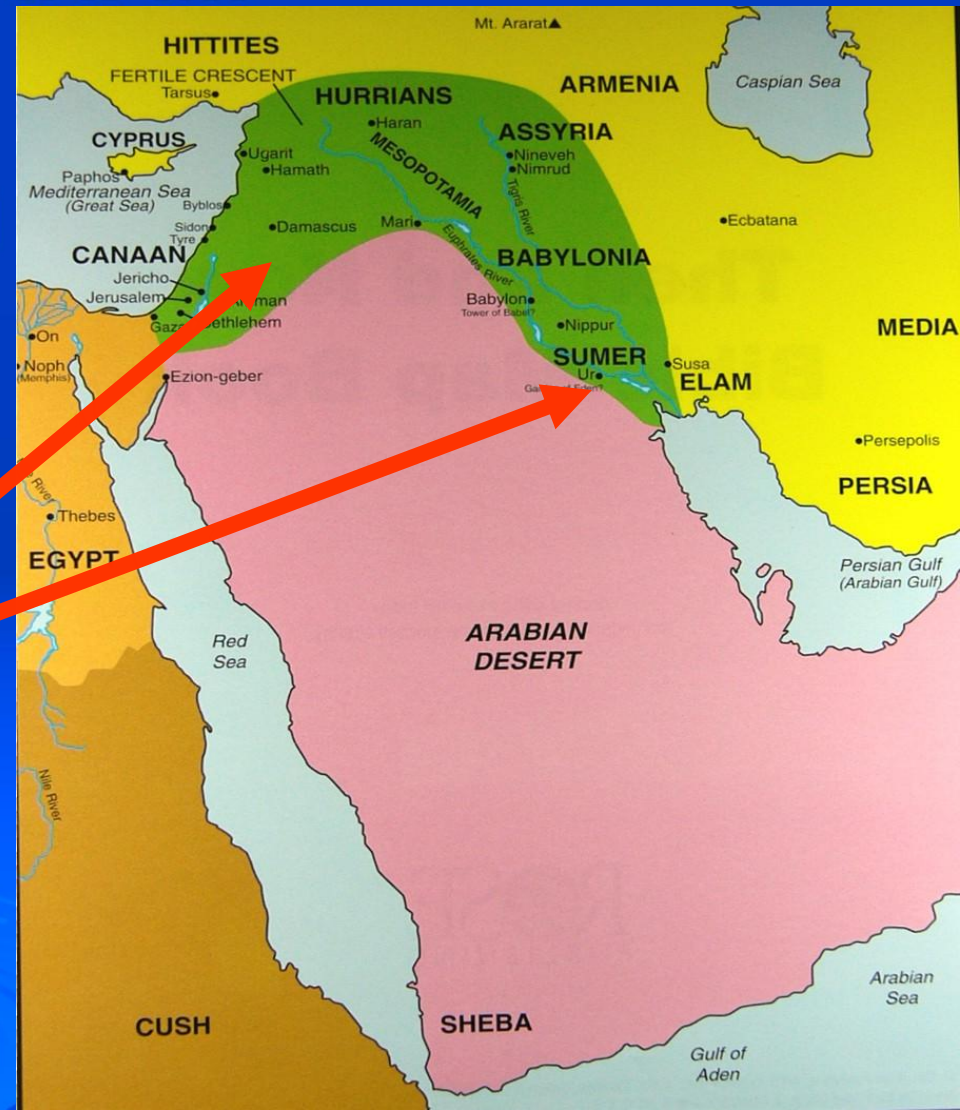 Mt. Ararat
HITTITES
FERTILE CRESCENT
Tarsus
HURRIANS
ARMENIA
Caspian Sea
CYPRUS
Haran
ASSYRIA
Ugarit
Nineveh
Hamath
Nimrud
MESOPOTAMIA
Paphos
Mediterranean Sea
(Great Sea)
Byblos
Tigris River
Sidon
Damascus
Mari
Ecbatana
Tyre
CANAAN
Euphrates River
BABYLONIA
Jericho
Jerusalem
Babylon
Tower of Babel?
Nippur
MEDIA
On
SUMER
Noph
(Memphis)
Ezion-geber
Ur
Susa
ELAM
Persepolis
PERSIA
River
Thebes
EGYPT
Persian Gulf
(Arabian Gulf)
Red
Sea
ARABIAN
DESERT
Nile River
Arabian
Sea
CUSH
SHEBA
Gulf of
Aden